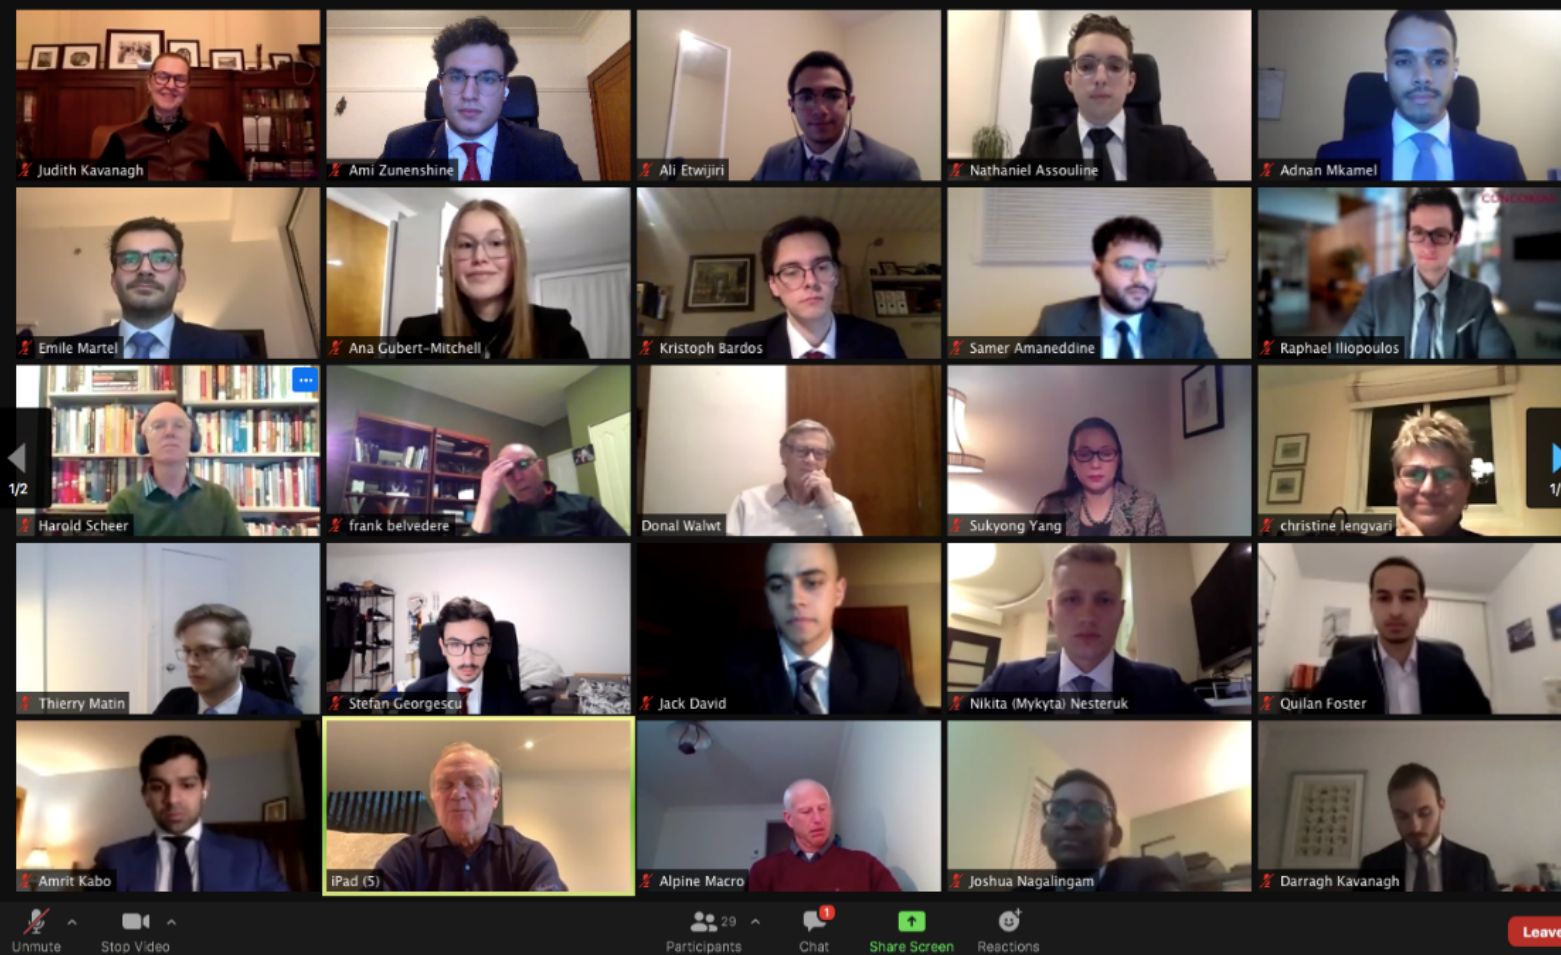 CONCORDIA
Judith Kavanagh
Ami Zunenshine
Ali Etwijiri
Nathaniel Assouline
Adnan Mkamel
Emile Martel
Ana Gubert-Mitchell
Kristoph Bardos
Samer Amaneddine
Raphael Iliopoulos
1/2
1/
Harold Scheer
frank belvedere
Donal Walwt
Sukyong Yang
christine lengvari
Thierry Matin
Stefan Georgescu
Jack David
Nikita (Mykyta) Nesteruk
Quilan Foster
Amrit Kabo
iPad (5)
Alpine Macro
Joshua Nagalingam
Darragh Kavanagh
29
1
Unmute
Stop Video
Participants
Chat
Share Screen
Reactions
Leave